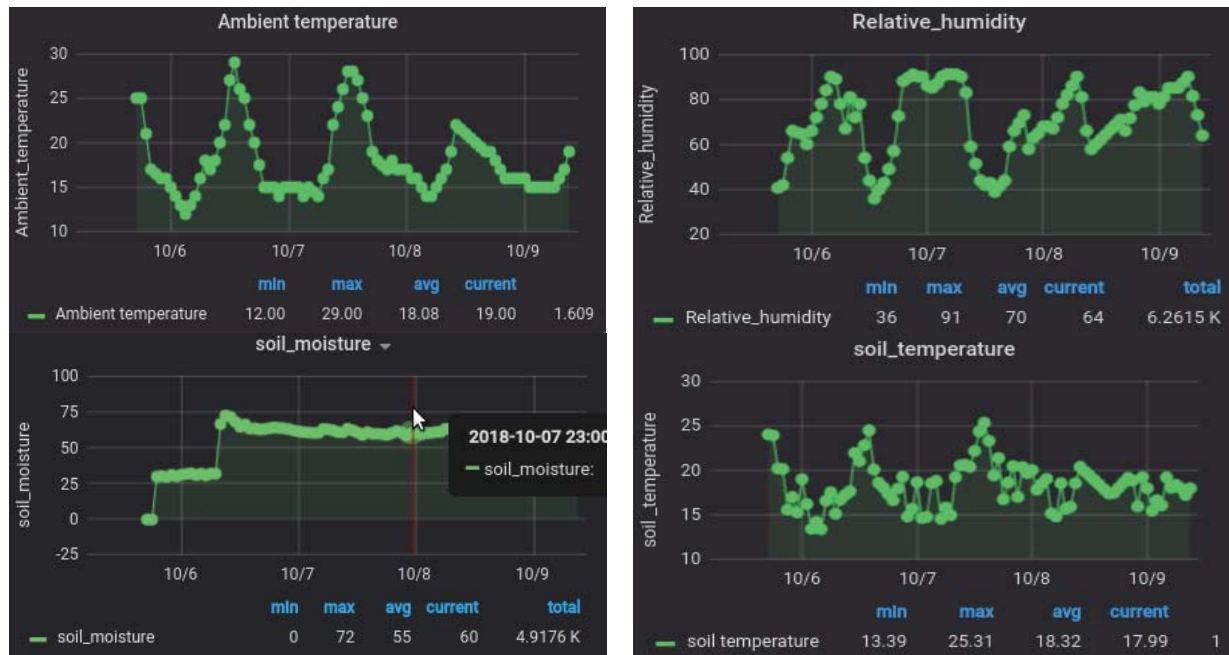 Ambient temperature
Ambient_temperature
30
25
20
15
10
10/6 10/7 10/8 10/9
min max avg current
Ambient temperature 12.00 29.00 18.08 19.00 1.609
Relative_humidity
Relative_humidity
100
80
60
40
20
10/6 10/7 10/8 10/9
min max avg current total
Relative_humidity 36 91 70 64 6.2615 K
soil_moisture
soil_moisture
100
75
50
25
0
-25
2018-10-07 23:00
soil_moisture:
10/6 10/7 10/8 10/9
min max avg current total
soil_moisture 0 72 55 60 4.9176 K
soil_temperature
soil _temperature
30
25
20
15
10
10/6 10/7 10/8 10/9
min max avg current
soil temperature 13.39 25.31 18.32 17.99 1